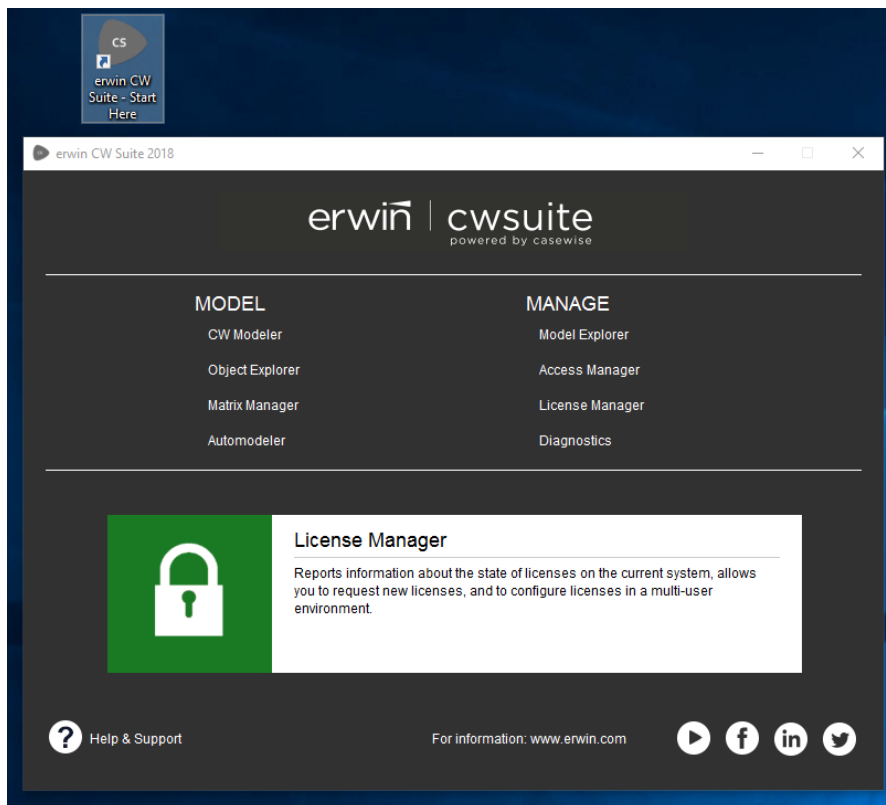 CS
erwin CW
Suite - Start
Here
erwin CW Suite 2018
erwin | cwsuite
powered by casewise
MODEL
CW Modeler
Object Explorer
Matrix Manager
Automodeler
MANAGE
Model Explorer
Access Manager
License Manager
Diagnostics
License Manager
Reports information about the state of licenses on the current system, allows
you to request new licenses, and to configure licenses in a multi-user
environment.
? Help & Support
For information: www.erwin.com
f in